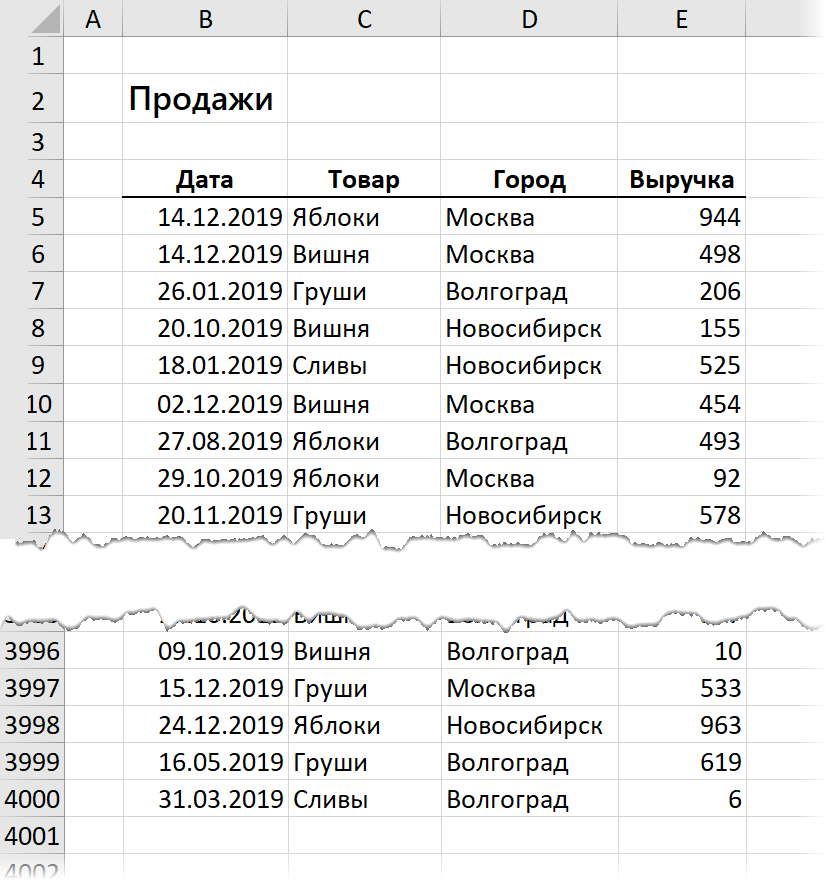 A B C D E
1
2 Продажи
3
4 Дата Товар Город Выручка
5 14.12.2019 Яблоки Москва 944
6 14.12.2019 Вишня Москва 498
7 26.01.2019 Груши Волгоград 206
8 20.10.2019 Вишня Новосибирск 155
9 18.01.2019 Сливы Новосибирск 525
10 02.12.2019 Вишня Москва 454
11 27.08.2019 Яблоки Волгоград 493
12 29.10.2019 Яблоки Москва 92
13 20.11.2019 Груши Новосибирск 578
3996 09.10.2019 Вишня Волгоград 10
3997 15.12.2019 Груши Москва 533
3998 24.12.2019 Яблоки Новосибирск 963
3999 16.05.2019 Груши Волгоград 619
4000 31.03.2019 Сливы Волгоград 6
4001
4002